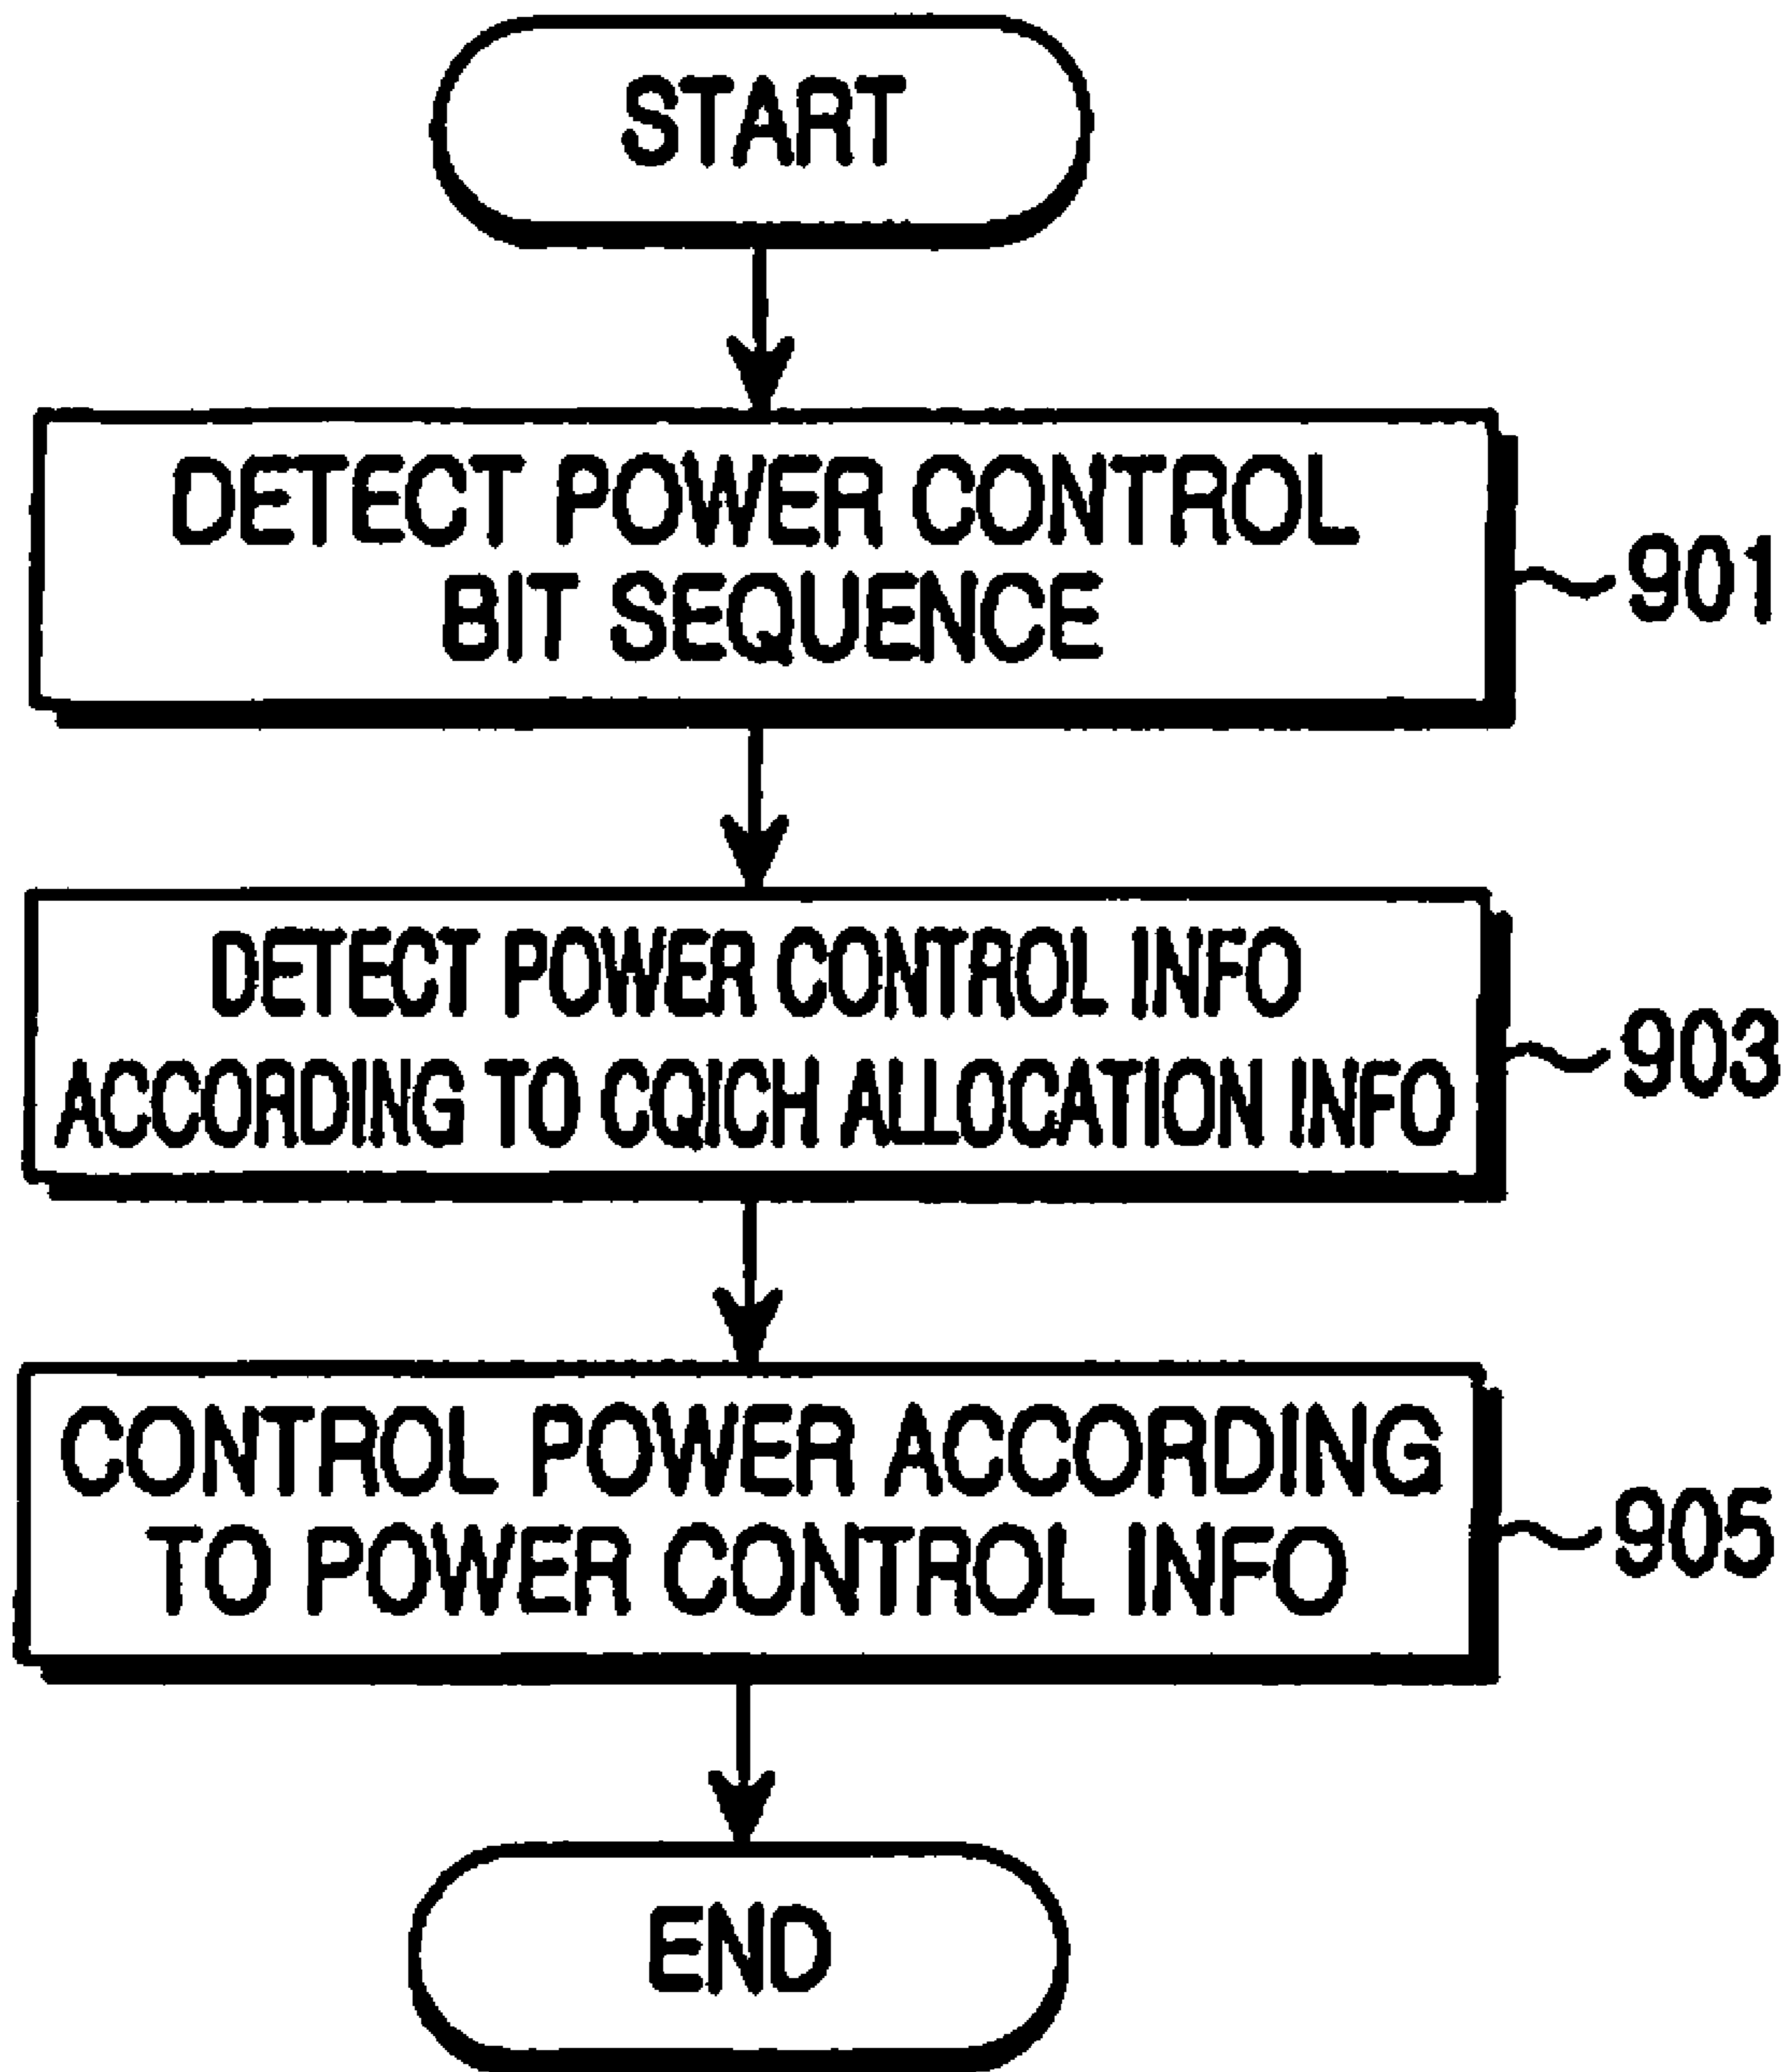 START
DETECT POWER CONTROL
BIT SEQUENCE
901
DETECT POWER CONTROL INFO
ACCORDING TO CQICH ALLOCATION INFO
903
CONTROL POWER ACCORDING
TO POWER CONTROL INFO
905
END